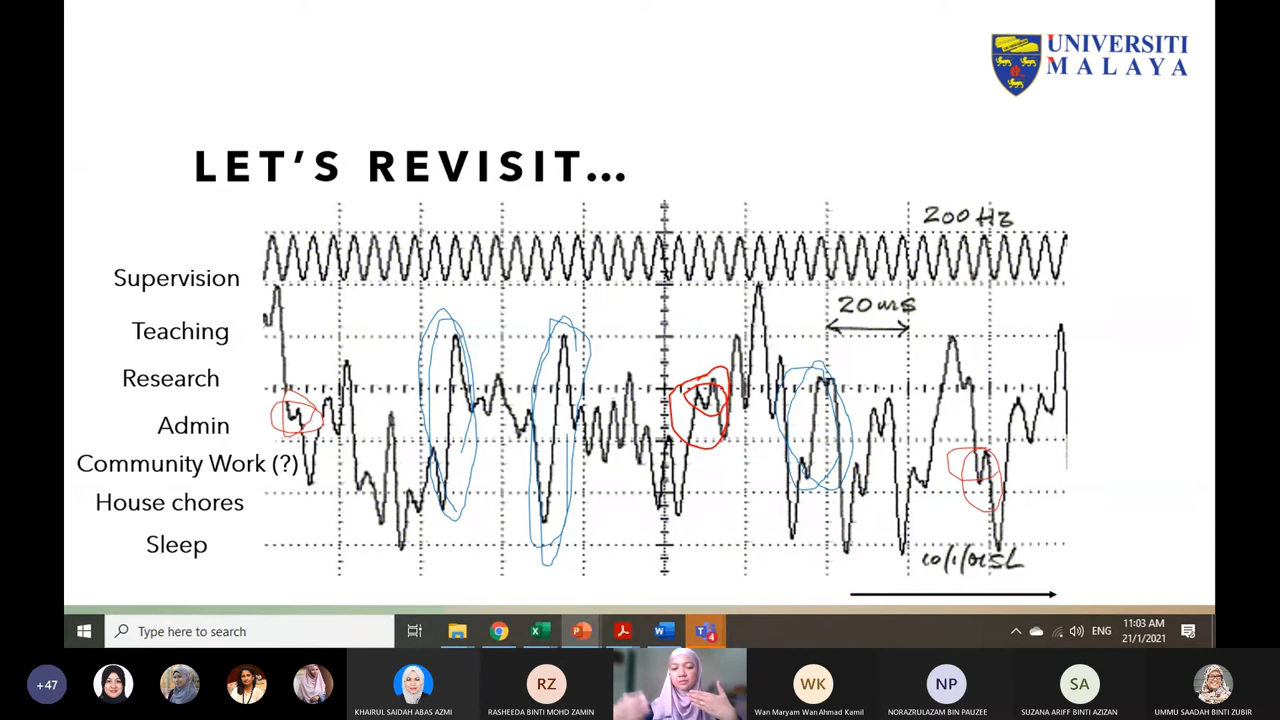 UNIVERSITI
MALAYA
LET'S REVISIT...
200 Hz
Supervision
20 ms
Teaching
Research
Admin
Community Work (?)
House chores
Sleep
Type here to search
4
ENG
11:03 AM
21/1/2021
+47
KHAIRUL SAIDAH ABAS AZMI
RZ
RASHEEDA BINTI MOHD ZAMIN
WK
Wan Maryam Wan Ahmad Kamil
NP
NORAZRULAZAM BIN PAUZEE
SA
SUZANA ARIFF BINTI AZIZAN
UMMU SAADAH BINTI ZUBIR